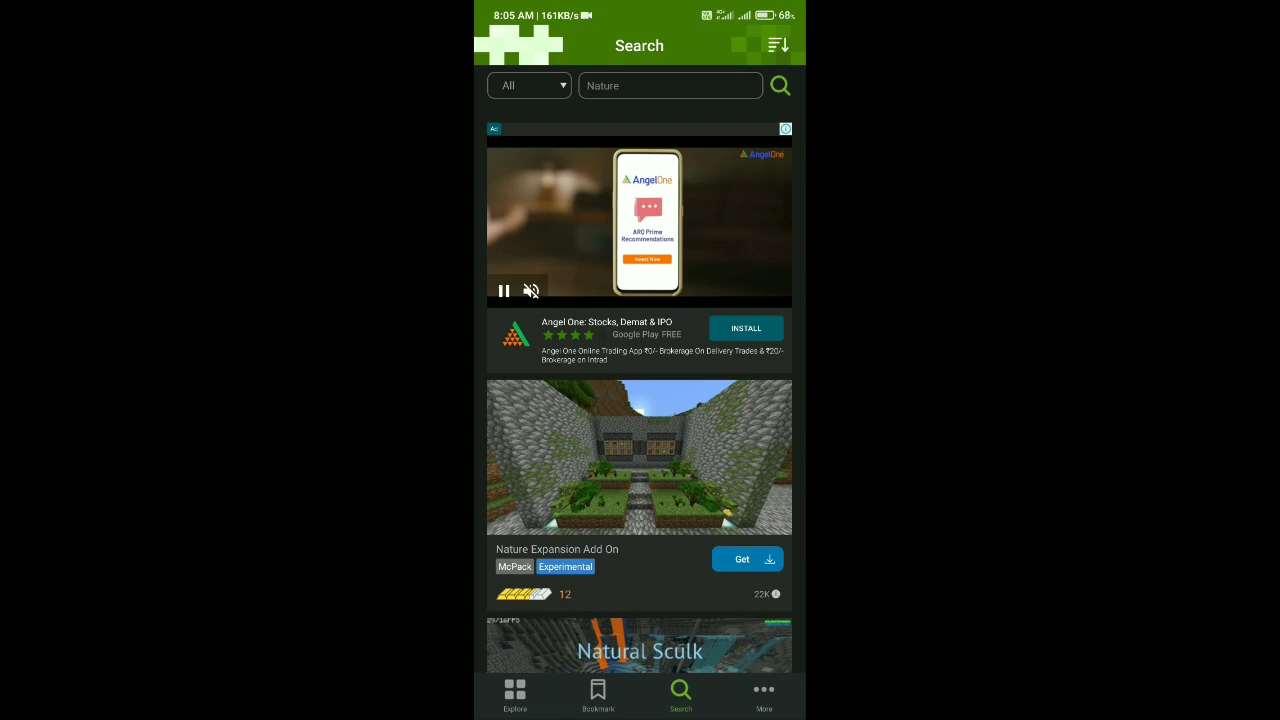 8:05 AM | 161KB/s
68%
Search
All
Nature
Ad
AngelOne
AngelOne
ARQ Prime
Recommendations
Invest Now
Angel One: Stocks, Demat & IPO
Google Play FREE
INSTALL
Angel One Online Trading App ₹0/- Brokerage On Delivery Trades & ₹20/-
Brokerage on Intrad
Nature Expansion Add On
McPack
Experimental
Get
12
22K
Natural Sculk
Explore
Bookmark
Search
More